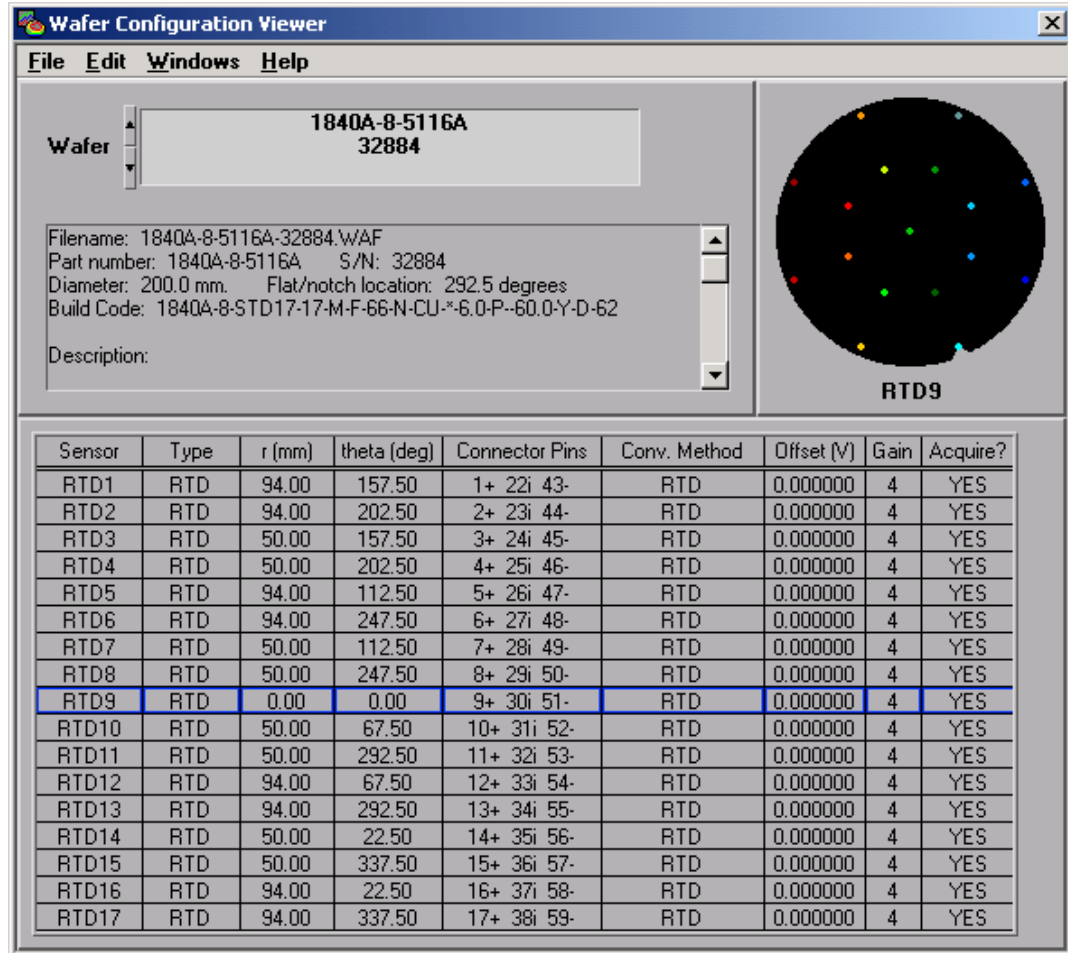 Wafer Configuration Viewer
File Edit Windows Help
Wafer
1840A-8-5116A
32884
Filename: 1840A-8-5116A-32884.WAF
Part number: 1840A-8-5116A S/N: 32884
Diameter: 200.0 mm. Flat/notch location: 292.5 degrees
Build Code: 1840A-8-STD17-17-M-F-66-N-CU-*-6.0-P--60.0-Y-D-62
Description:
RTD9
Sensor Type r (mm) theta (deg) Connector Pins Conv. Method Offset (V) Gain Acquire?
RTD1 RTD 94.00 157.50 1+ 22i 43- RTD 0.000000 4 YES
RTD2 RTD 94.00 202.50 2+ 23i 44- RTD 0.000000 4 YES
RTD3 RTD 50.00 157.50 3+ 24i 45- RTD 0.000000 4 YES
RTD4 RTD 50.00 202.50 4+ 25i 46- RTD 0.000000 4 YES
RTD5 RTD 94.00 112.50 5+ 26i 47- RTD 0.000000 4 YES
RTD6 RTD 94.00 247.50 6+ 27i 48- RTD 0.000000 4 YES
RTD7 RTD 50.00 112.50 7+ 28i 49- RTD 0.000000 4 YES
RTD8 RTD 50.00 247.50 8+ 29i 50- RTD 0.000000 4 YES
RTD9 RTD 0.00 0.00 9+ 30i 51- RTD 0.000000 4 YES
RTD10 RTD 50.00 67.50 10+ 31i 52- RTD 0.000000 4 YES
RTD11 RTD 50.00 292.50 11+ 32i 53- RTD 0.000000 4 YES
RTD12 RTD 94.00 67.50 12+ 33i 54- RTD 0.000000 4 YES
RTD13 RTD 94.00 292.50 13+ 34i 55- RTD 0.000000 4 YES
RTD14 RTD 50.00 22.50 14+ 35i 56- RTD 0.000000 4 YES
RTD15 RTD 50.00 337.50 15+ 36i 57- RTD 0.000000 4 YES
RTD16 RTD 94.00 22.50 16+ 37i 58- RTD 0.000000 4 YES
RTD17 RTD 94.00 337.50 17+ 38i 59- RTD 0.000000 4 YES